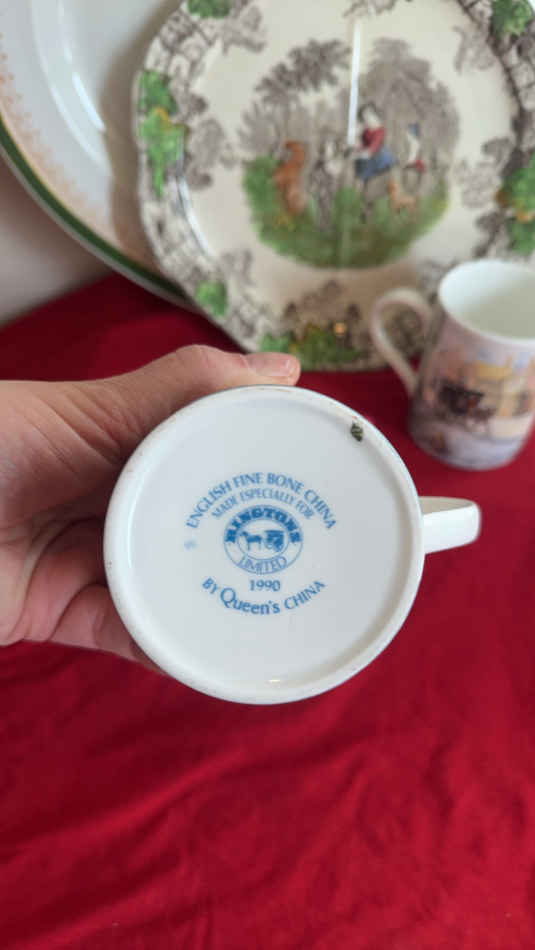 ENGLISH FINE BONE CHINA
MADE ESPECIALLY FOR
RINGTONS
LIMITED
1990
BY Queen's CHINA